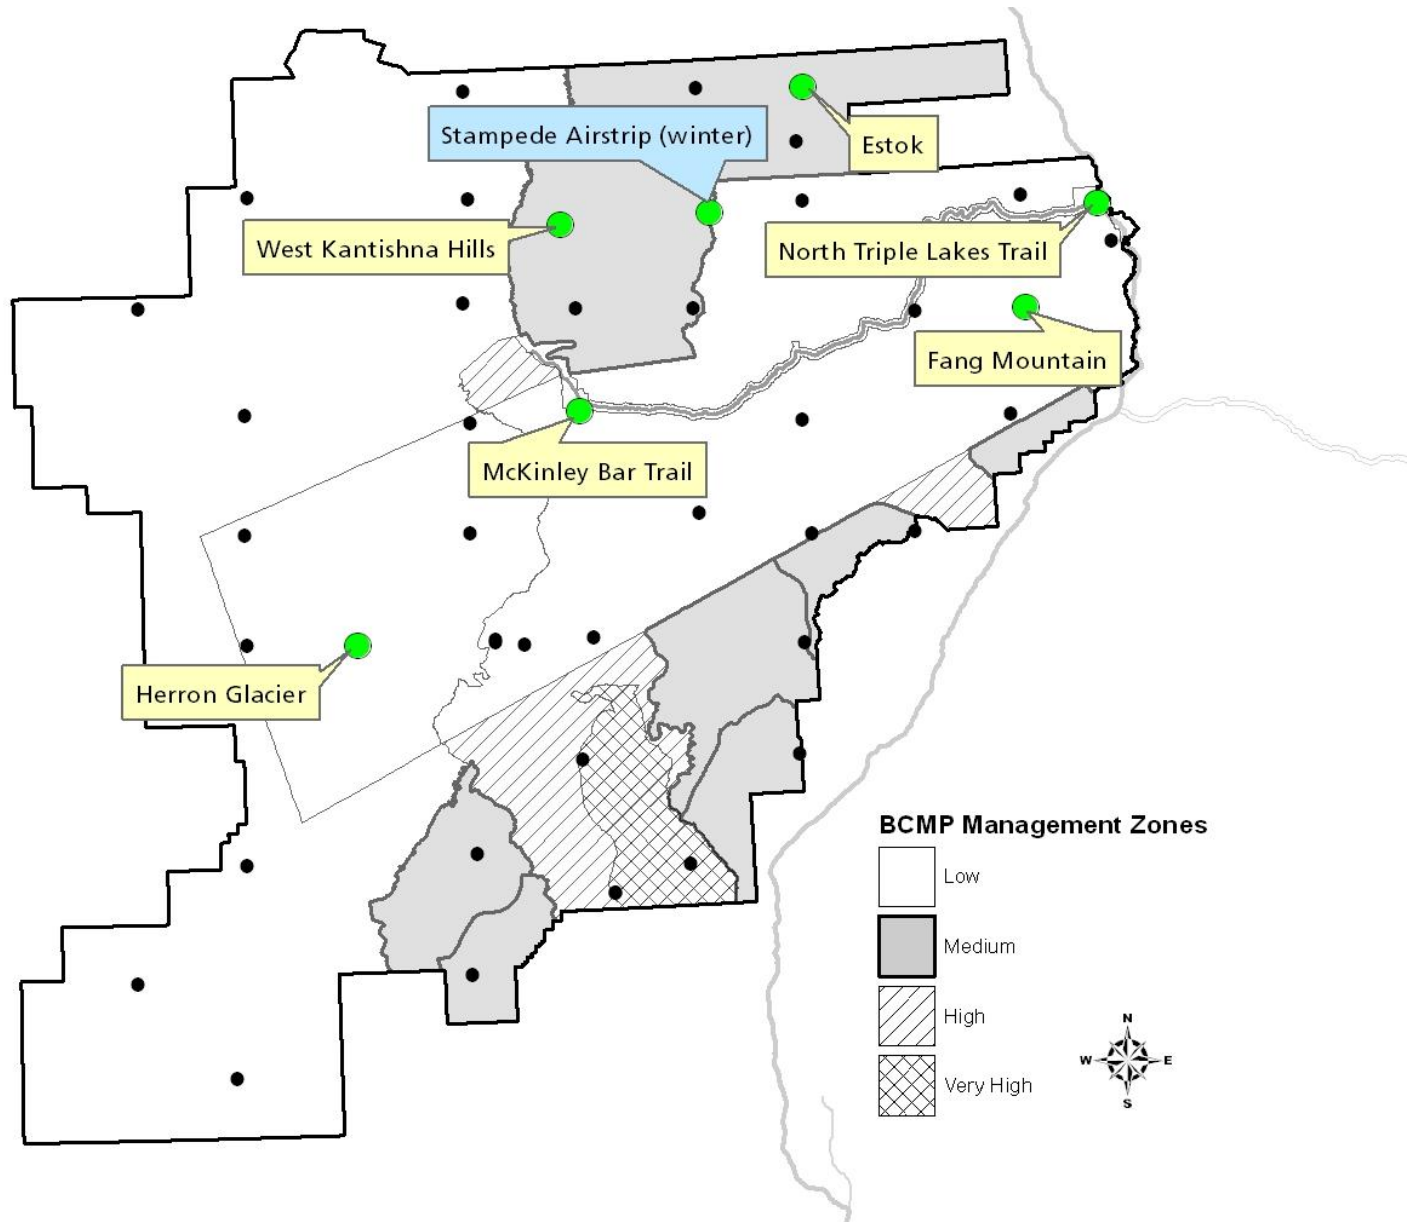 Stampede Airstrip (winter)
Estok
West Kantishna Hills
North Triple Lakes Trail
Fang Mountain
McKinley Bar Trail
Herron Glacier
BCMP Management Zones
Low
Medium
High
Very High
N
W E
S